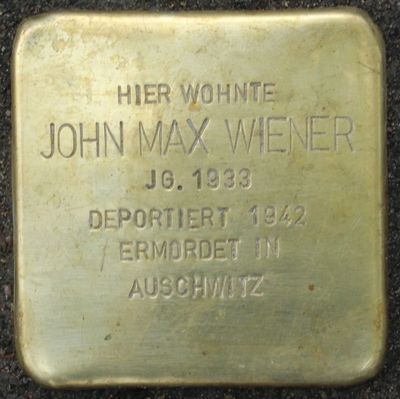 HIER WOHNTE
JOHN MAX WIENER
JG. 1933
DEPORTIERT 1942
ERMORDET IN
AUSCHWITZ